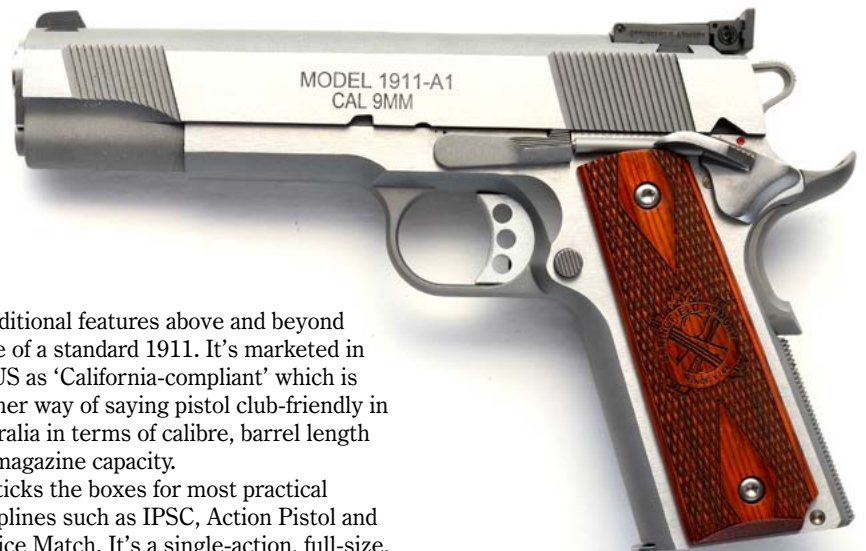 MODEL 1911-A1
CAL 9MM
ditional features above and beyond
e of a standard 1911. It's marketed in
US as ‘California-compliant’ which is
ner way of saying pistol club-friendly in
ralia in terms of calibre, barrel length
magazine capacity.
ticks the boxes for most practical
plines such as IPSC, Action Pistol and
ice Match. It's a single-action, full-size,